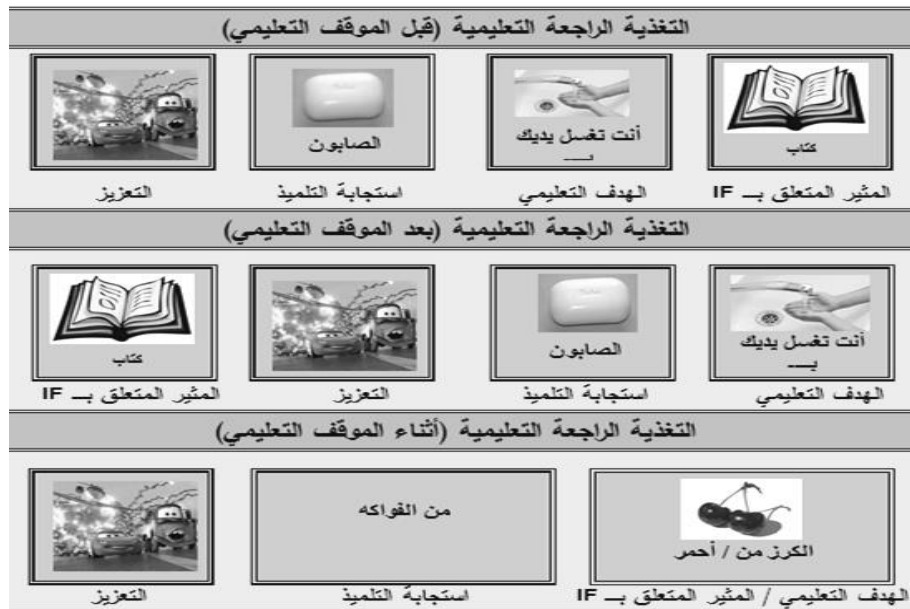 التغذية الراجعة التعليمية (قبل الموقف التعليمي)
كتاب
أنت تغسل يديك
بـــ
الصابون
المثير المتعلق بـ IF
الهدف التعليمي
استجابة التلميذ
التعزيز
التغذية الراجعة التعليمية (بعد الموقف التعليمي)
أنت تغسل يديك
بـــ
الصابون
كتاب
الهدف التعليمي
استجابة التلميذ
التعزيز
المثير المتعلق بـ IF
التغذية الراجعة التعليمية (أثناء الموقف التعليمي)
الكرز من / أحمر
من الفواكه
الهدف التعليمي / المثير المتعلق بـ IF
استجابة التلميذ
التعزيز